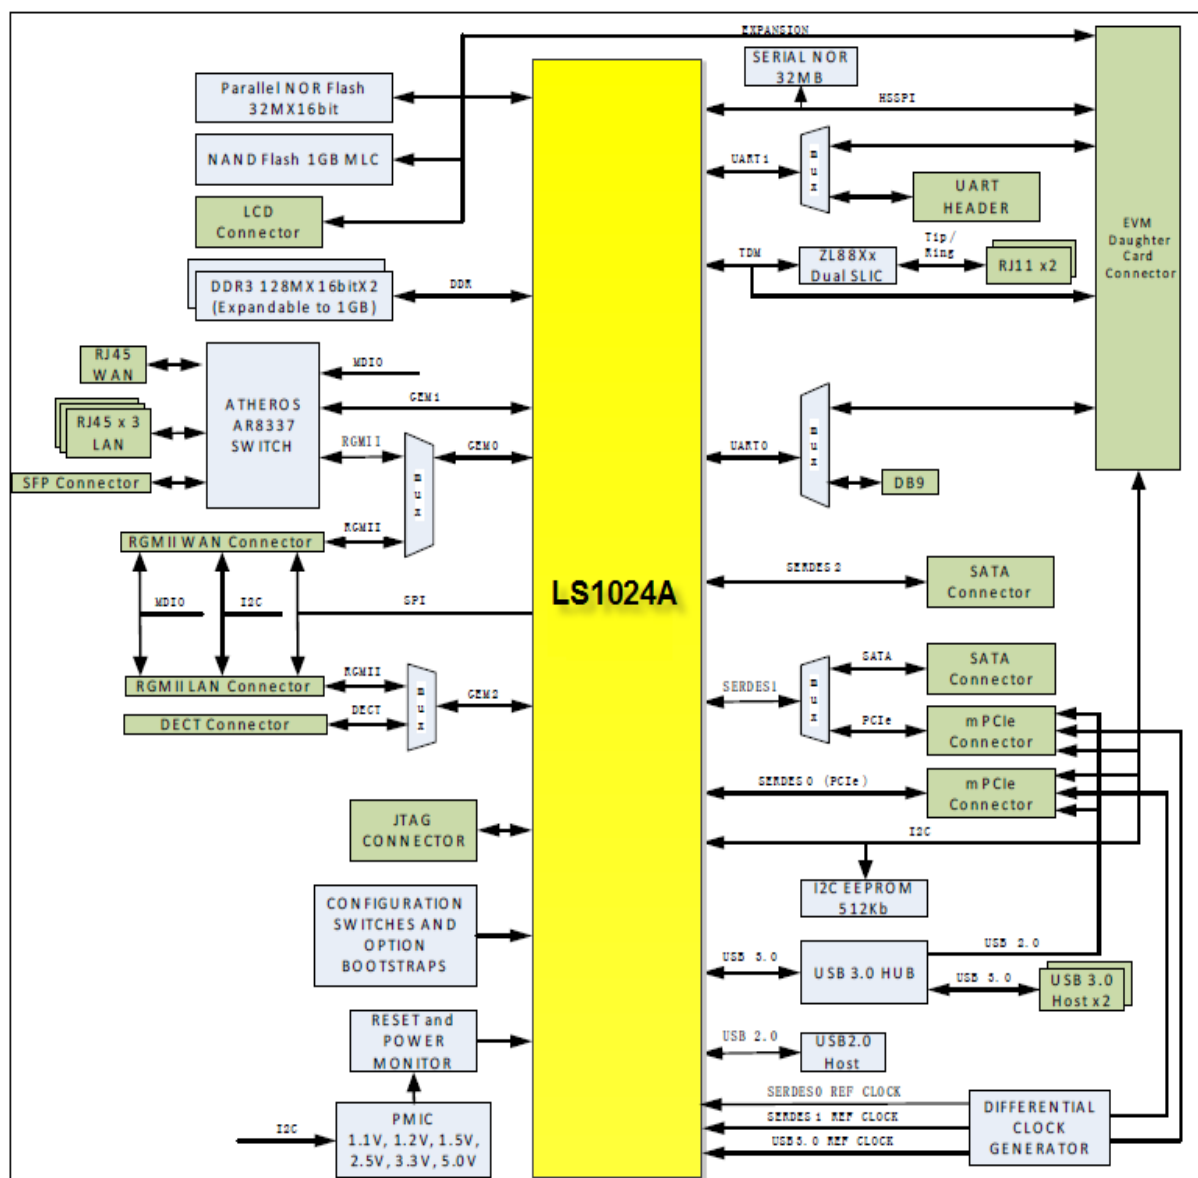 EXPANSION
SERIAL NOR
32MB
Parallel NOR Flash
32MX16bit
HSSPI
NAND Flash 1GB MLC
UART1
mux
UART
HEADER
LCD
Connector
EVM
Daughter
Card
Connector
Tip/
Ring
TDM
ZL88Xx
Dual SLIC
RJ11 x2
DDR3 128MX16bitX2
(Expandable to 1GB)
DDR
RJ45
WAN
MDIO
ATHEROS
AR8337
SWITCH
GEM1
RJ45 x 3
LAN
RGMII
GEM0
mux
UART0
mux
DB9
SFP Connector
RGMII WAN Connector
RGMII
SERDES2
SATA
Connector
LS1024A
MDIO
I2C
SPI
RGMII LAN Connector
RGMII
mux
GEM2
DECT Connector
DECT
SERDES1
mux
SATA
SATA
Connector
PCIe
mPCIe
Connector
SERDES0 (PCIe)
mPCIe
Connector
JTAG
CONNECTOR
I2C
I2C EEPROM
512Kb
CONFIGURATION
SWITCHES AND
OPTION
BOOTSTRAPS
USB 3.0
USB 3.0 HUB
USB 2.0
USB 3.0
USB 3.0
Host x2
RESET and
POWER
MONITOR
USB 2.0
USB2.0
Host
SERDES0 REF CLOCK
SERDES1 REF CLOCK
USB3.0 REF CLOCK
DIFFERENTIAL
CLOCK
GENERATOR
I2C
PMIC
1.1V, 1.2V, 1.5V,
2.5V, 3.3V, 5.0V